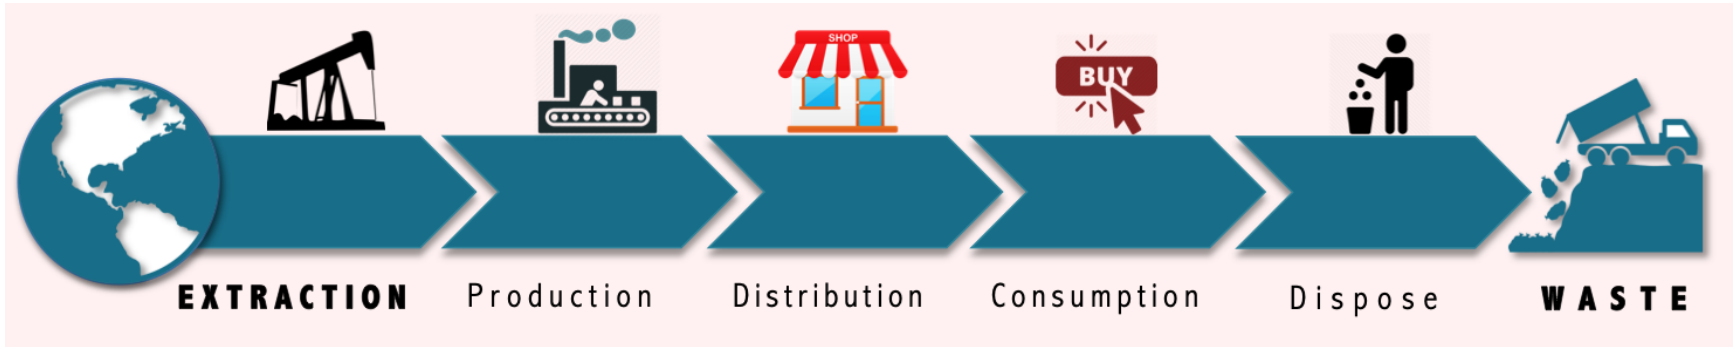 SHOP
BUY
EXTRACTION
Production
Distribution
Consumption
Dispose
WASTE